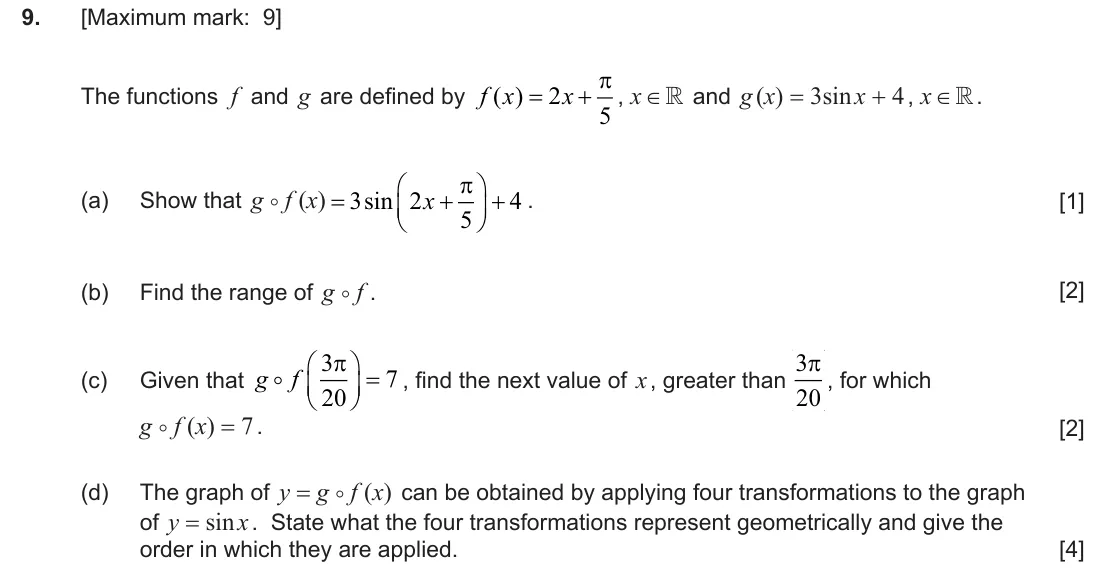 9. [Maximum mark: 9]
The functions f and g are defined by f(x) = 2x + π/5, x ∈ ℝ and g(x) = 3sinx + 4, x ∈ ℝ.
(a) Show that g ∘ f(x) = 3sin(2x + π/5) + 4. [1]
(b) Find the range of g ∘ f. [2]
(c) Given that g ∘ f(3π/20) = 7, find the next value of x, greater than 3π/20, for which
g ∘ f(x) = 7. [2]
(d) The graph of y = g ∘ f(x) can be obtained by applying four transformations to the graph
of y = sinx. State what the four transformations represent geometrically and give the
order in which they are applied. [4]